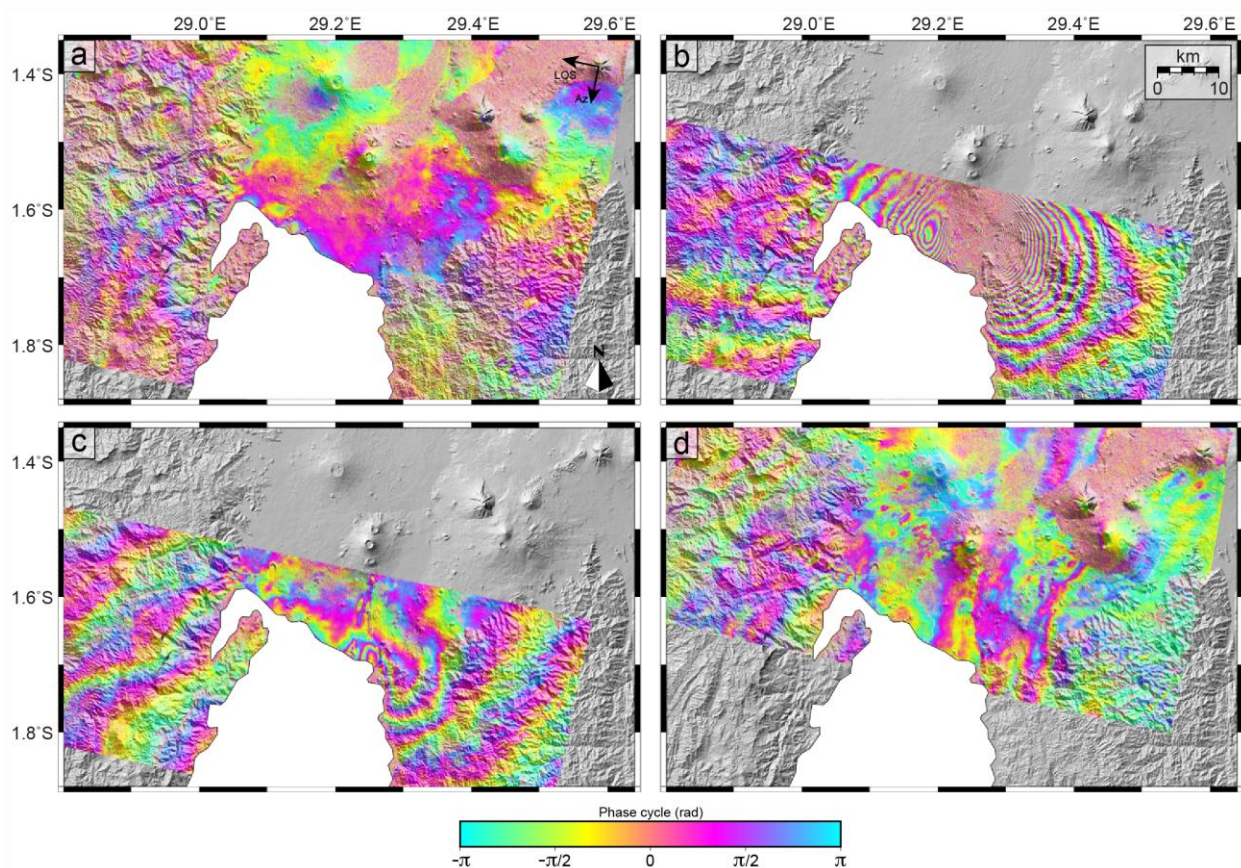 29.0°E 29.2°E 29.4°E 29.6°E 29.0°E 29.2°E 29.4°E 29.6°E
a b
km
0 10
LOS
Az
1.4°S
1.6°S
1.8°S
N
c d
1.4°S
1.6°S
1.8°S
Phase cycle (rad)
-π -π/2 0 π/2 π